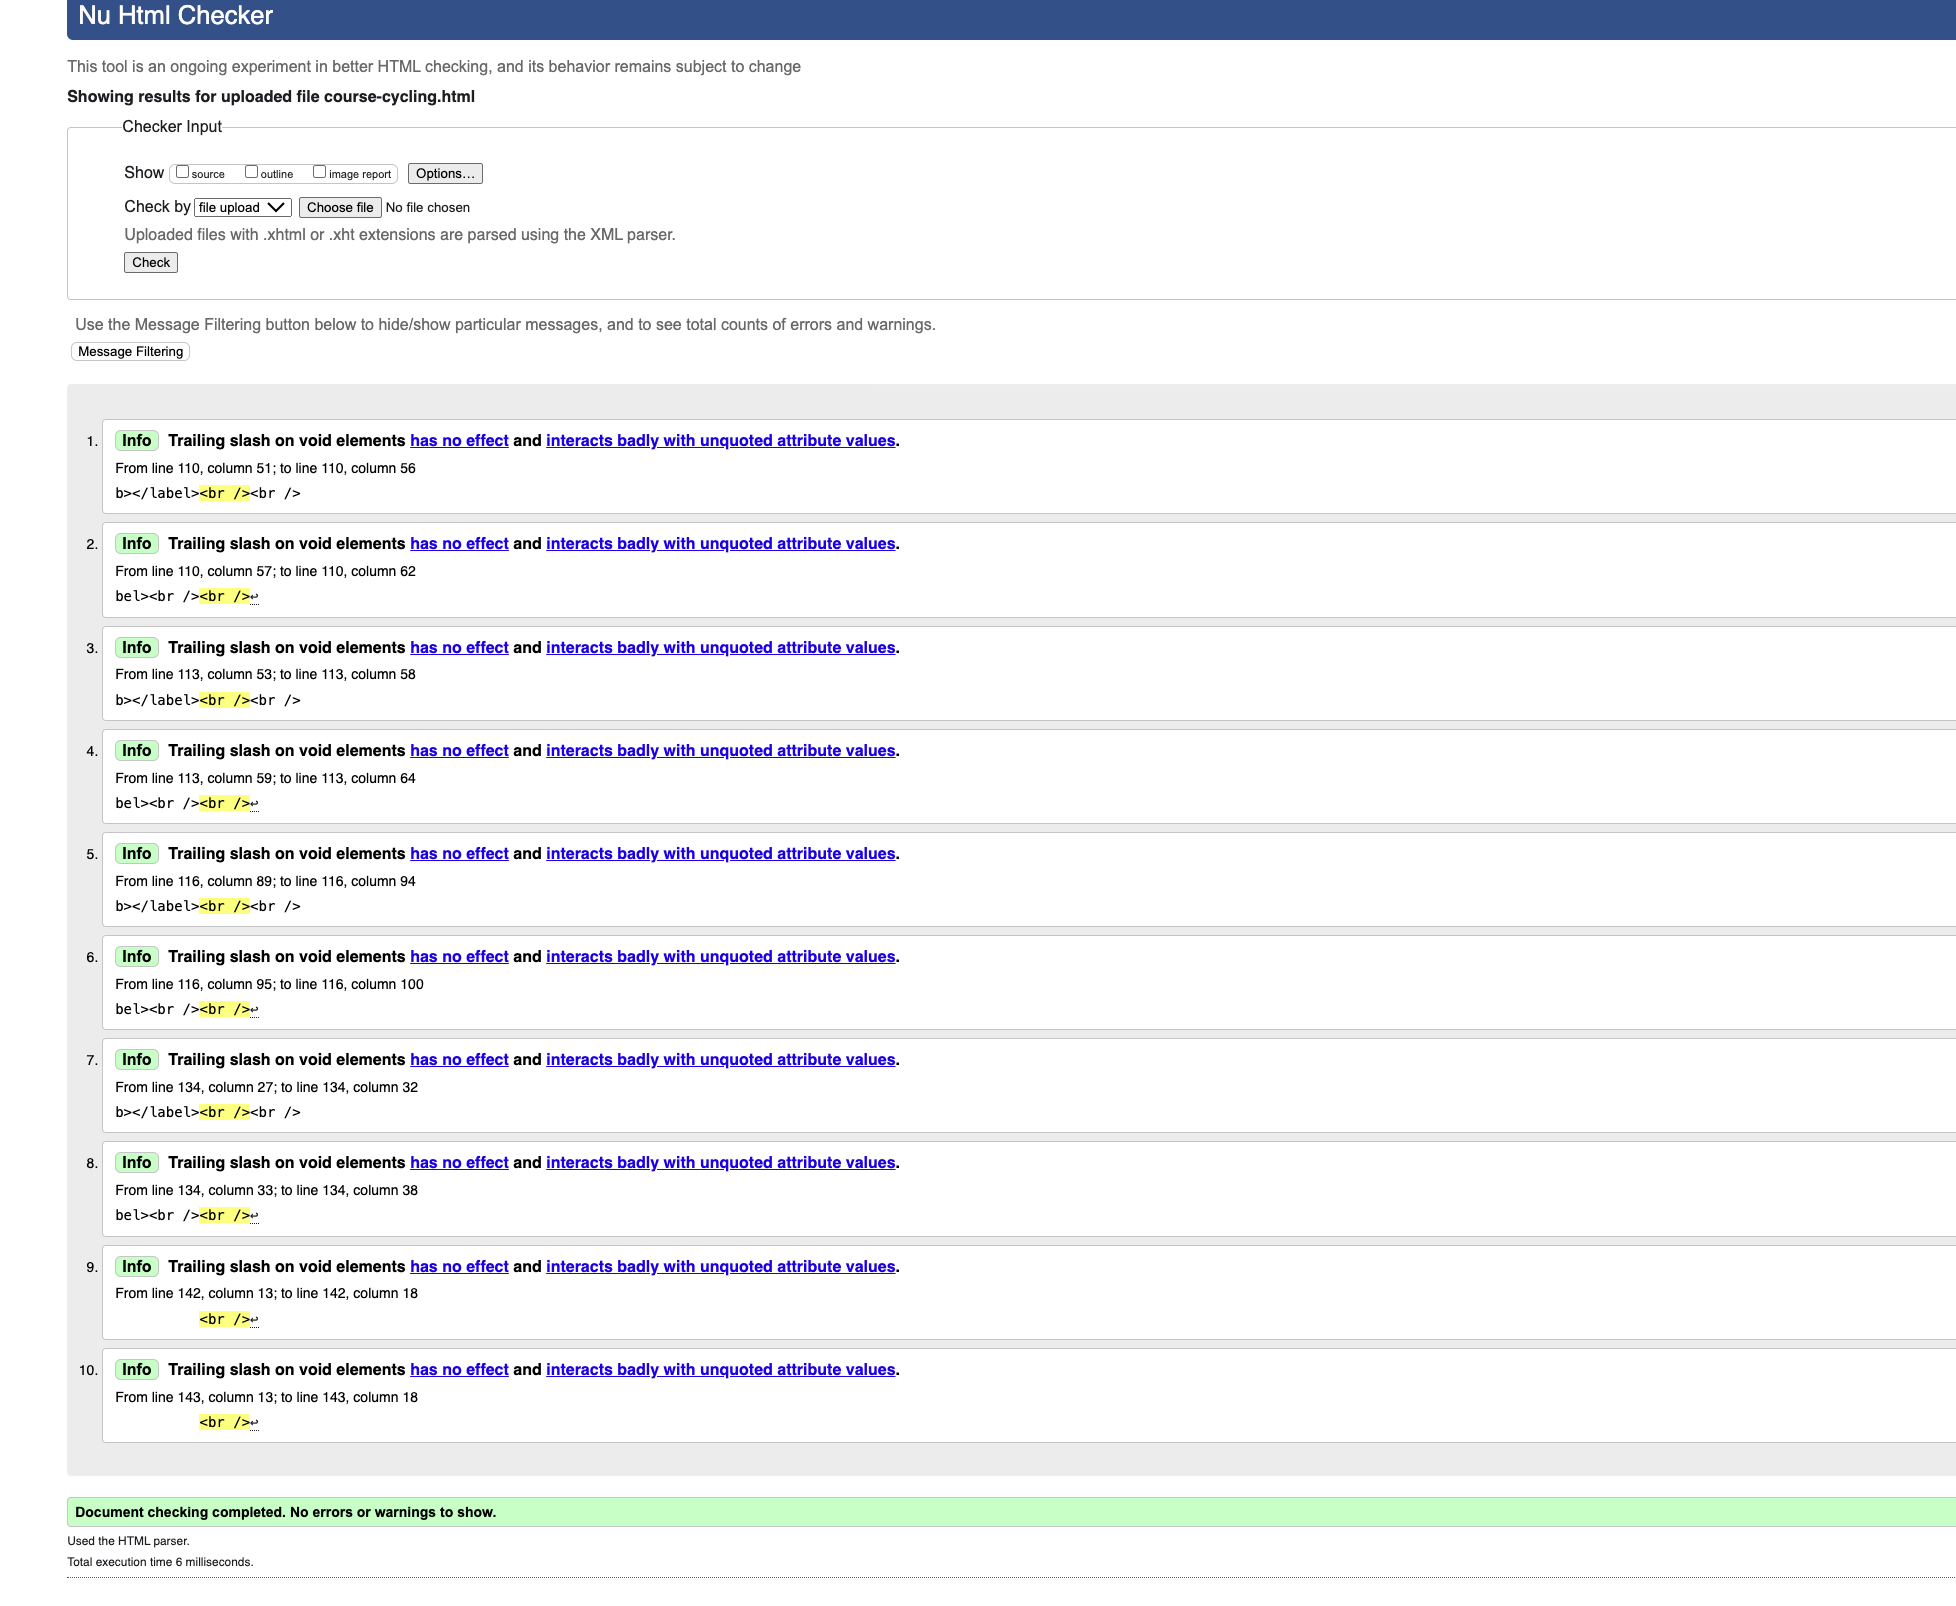 Nu Html Checker
This tool is an ongoing experiment in better HTML checking, and its behavior remains subject to change
Showing results for uploaded file course-cycling.html
Checker Input
Show source outline image report Options...
Check by file upload Choose file No file chosen
Uploaded files with .xhtml or .xht extensions are parsed using the XML parser.
Check
Use the Message Filtering button below to hide/show particular messages, and to see total counts of errors and warnings.
Message Filtering
1. Info Trailing slash on void elements has no effect and interacts badly with unquoted attribute values.
From line 110, column 51; to line 110, column 56
b></label><br /><br />
2. Info Trailing slash on void elements has no effect and interacts badly with unquoted attribute values.
From line 110, column 57; to line 110, column 62
bel><br /><br />↩
3. Info Trailing slash on void elements has no effect and interacts badly with unquoted attribute values.
From line 113, column 53; to line 113, column 58
b></label><br /><br />
4. Info Trailing slash on void elements has no effect and interacts badly with unquoted attribute values.
From line 113, column 59; to line 113, column 64
bel><br /><br />↩
5. Info Trailing slash on void elements has no effect and interacts badly with unquoted attribute values.
From line 116, column 89; to line 116, column 94
b></label><br /><br />
6. Info Trailing slash on void elements has no effect and interacts badly with unquoted attribute values.
From line 116, column 95; to line 116, column 100
bel><br /><br />↩
7. Info Trailing slash on void elements has no effect and interacts badly with unquoted attribute values.
From line 134, column 27; to line 134, column 32
b></label><br /><br />
8. Info Trailing slash on void elements has no effect and interacts badly with unquoted attribute values.
From line 134, column 33; to line 134, column 38
bel><br /><br />↩
9. Info Trailing slash on void elements has no effect and interacts badly with unquoted attribute values.
From line 142, column 13; to line 142, column 18
<br />↩
10. Info Trailing slash on void elements has no effect and interacts badly with unquoted attribute values.
From line 143, column 13; to line 143, column 18
<br />↩
Document checking completed. No errors or warnings to show.
Used the HTML parser.
Total execution time 6 milliseconds.